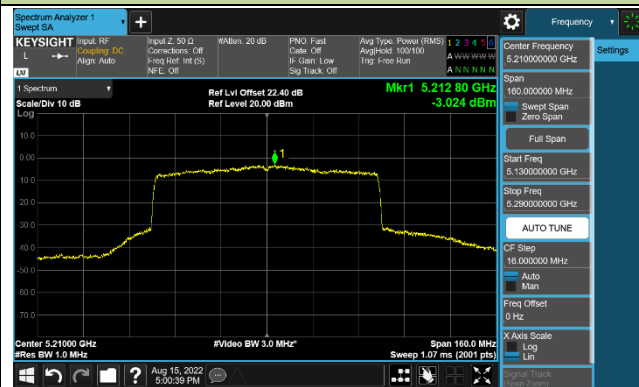 Spectrum Analyzer 1
Swept SA
Frequency
KEYSIGHT
L
LXI
Input: RF
Coupling: DC
Align: Auto
Input Z: 50 Ω
Corrections: Off
Freq Ref: Int (S)
NFE: Off
#Atten: 20 dB
PNO: Fast
Gate: Off
IF Gain: Low
Sig Track: Off
Avg Type: Power (RMS)
Avg|Hold: 100/100
Trig: Free Run
1 2 3 4 5 6
A W W W W W
A N N N N N
1 Spectrum
Scale/Div 10 dB
Log
Ref Lvl Offset 22.40 dB
Ref Level 20.00 dBm
Mkr1 5.212 80 GHz
-3.024 dBm
10.0
0.00
-10.0
-20.0
-30.0
-40.0
-50.0
-60.0
-70.0
1
Center 5.21000 GHz
#Res BW 1.0 MHz
#Video BW 3.0 MHz*
Span 160.0 MHz
Sweep 1.07 ms (2001 pts)
Aug 15, 2022
5:00:39 PM
Center Frequency
5.210000000 GHz
Settings
Span
160.000000 MHz
Swept Span
Zero Span
Full Span
Start Freq
5.130000000 GHz
Stop Freq
5.290000000 GHz
AUTO TUNE
CF Step
16.000000 MHz
Auto
Man
Freq Offset
0 Hz
X Axis Scale
Log
Lin
Signal Track
(Span Zoom)